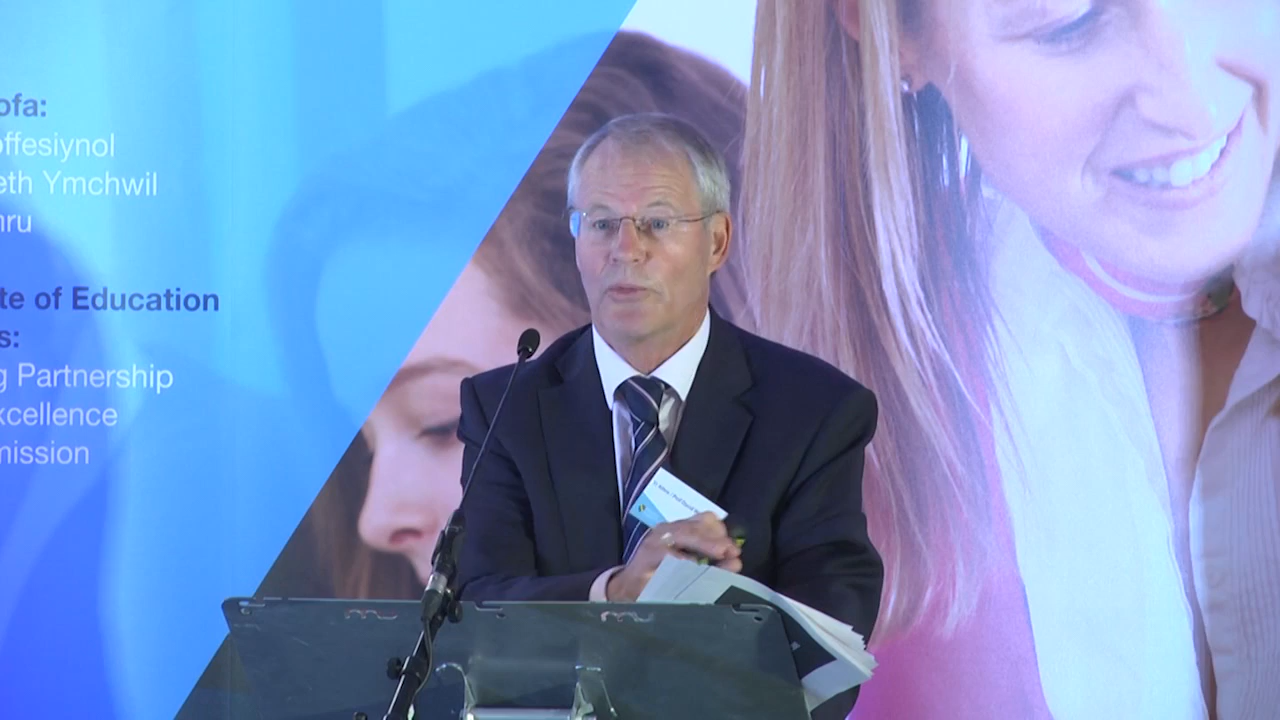 ofa:
offesiynol
eth Ymchwil
nru
te of Education
s:
g Partnership
xcellence
mission